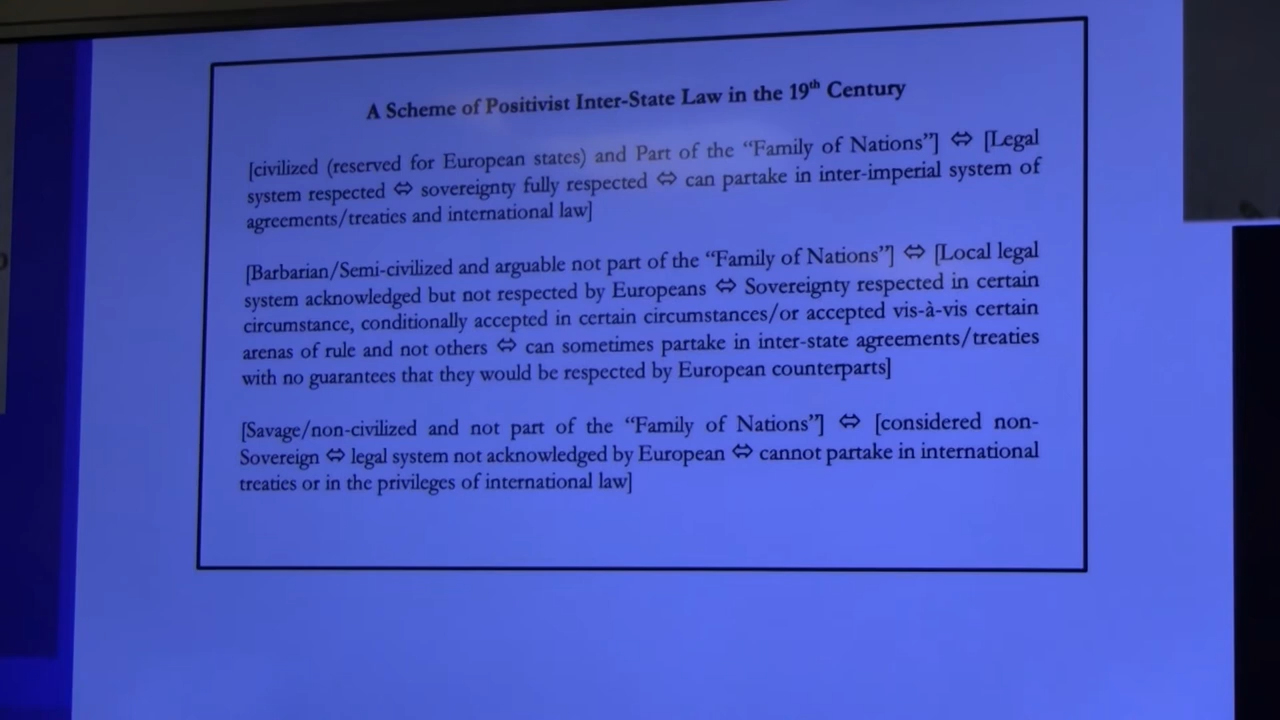 A Scheme of Positivist Inter-State Law in the 19th Century
[civilized (reserved for European states) and Part of the “Family of Nations”] ⇔ [Legal
system respected ⇔ sovereignty fully respected ⇔ can partake in inter-imperial system of
agreements/treaties and international law]
[Barbarian/Semi-civilized and arguable not part of the “Family of Nations”] ⇔ [Local legal
system acknowledged but not respected by Europeans ⇔ Sovereignty respected in certain
circumstance, conditionally accepted in certain circumstances/or accepted vis-à-vis certain
arenas of rule and not others ⇔ can sometimes partake in inter-state agreements/treaties
with no guarantees that they would be respected by European counterparts]
[Savage/non-civilized and not part of the “Family of Nations”] ⇔ [considered non-
Sovereign ⇔ legal system not acknowledged by European ⇔ cannot partake in international
treaties or in the privileges of international law]